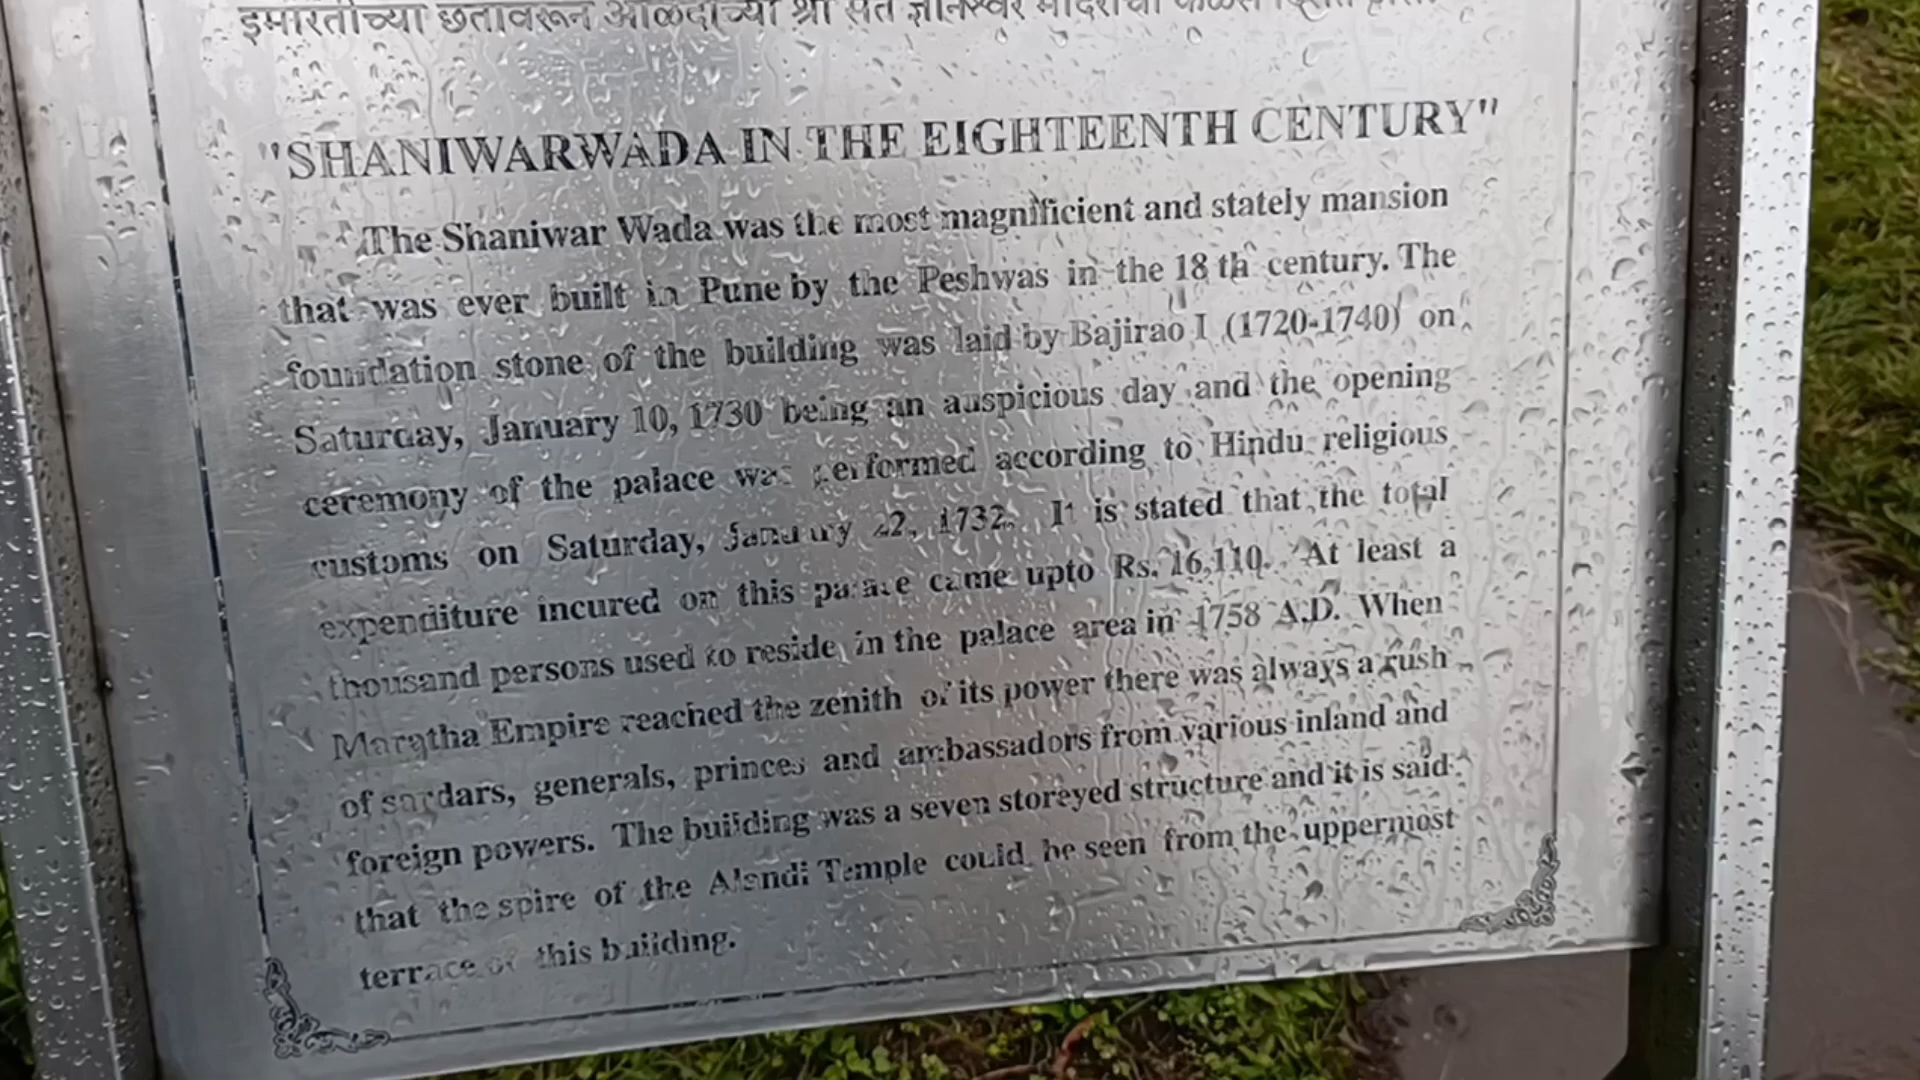 इमारतीच्या छतावरून आळंदीच्या श्री संत ज्ञानेश्वर मंदिराचा कळस
"SHANIWARWADA IN THE EIGHTEENTH CENTURY"
The Shaniwar Wada was the most magnificient and stately mansion
that was ever built in Pune by the Peshwas in the 18 th century. The
foundation stone of the building was laid by Bajirao I (1720-1740) on
Saturday, January 10, 1730 being an auspicious day and the opening
ceremony of the palace was performed according to Hindu religious
customs on Saturday, January 22, 1732. It is stated that the total
expenditure incured on this palace came upto Rs. 16,110. At least a
thousand persons used to reside in the palace area in 1758 A.D. When
Maratha Empire reached the zenith of its power there was always a rush
of sardars, generals, princes and ambassadors from various inland and
foreign powers. The building was a seven storeyed structure and it is said
that the spire of the Alandi Temple could be seen from the uppermost
terrace of this building.